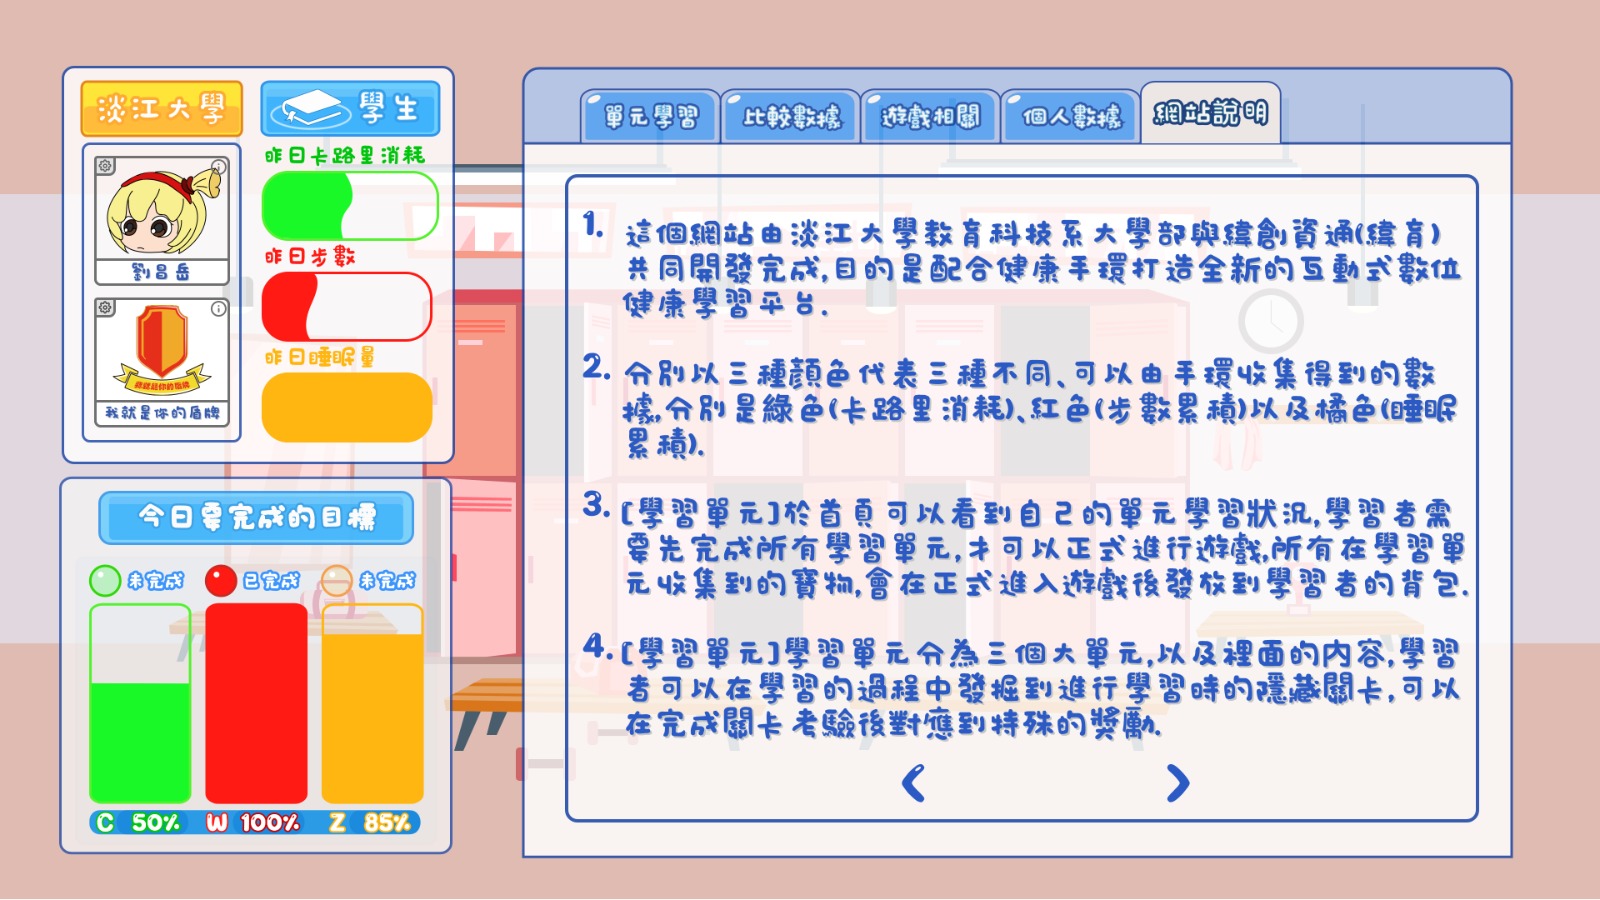 淡江大學
學生
昨日卡路里消耗
劉昌岳
昨日步數
昨日睡眠量
我就是你的盾牌
今日要完成的目標
未完成
已完成
未完成
C 50%
W 100%
Z 85%
單元學習
比較數據
遊戲相關
個人數據
網站説明
1. 這個網站由淡江大學教育科技系大學部與緯創資通(緯育)
共同開發完成,目的是配合健康手環打造全新的互動式數位
健康學習平台.
2. 分別以三種顏色代表三種不同、可以由手環收集得到的數
據,分別是綠色(卡路里消耗)、紅色(步數累積)以及橘色(睡眠
累積).
3. [學習單元]於首頁可以看到自己的單元學習狀況,學習者需
要先完成所有學習單元,才可以正式進行遊戲,所有在學習單
元收集到的寶物,會在正式進入遊戲後發放到學習者的背包.
4. [學習單元]學習單元分為三個大單元,以及裡面的內容,學習
者可以在學習的過程中發掘到進行學習時的隱藏關卡,可以
在完成關卡考驗後對應到特殊的獎勵.